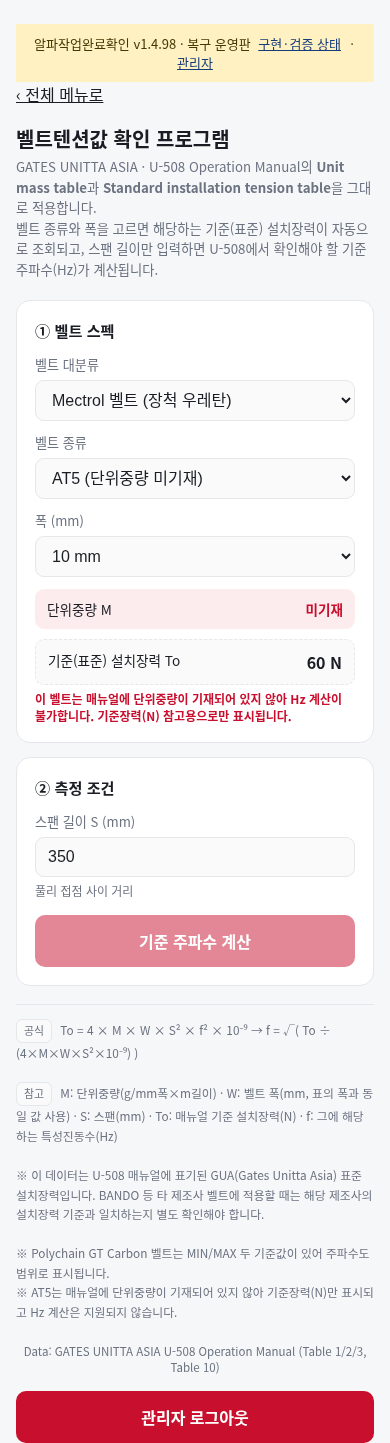 알파작업완료확인 v1.4.98 · 복구 운영판 구현·검증 상태 ·
관리자
‹ 전체 메뉴로
벨트텐션값 확인 프로그램
GATES UNITTA ASIA · U-508 Operation Manual의 Unit
mass table과 Standard installation tension table을 그대
로 적용합니다.
벨트 종류와 폭을 고르면 해당하는 기준(표준) 설치장력이 자동으
로 조회되고, 스팬 길이만 입력하면 U-508에서 확인해야 할 기준
주파수(Hz)가 계산됩니다.
① 벨트 스펙
벨트 대분류
Mectrol 벨트 (장척 우레탄)
벨트 종류
AT5 (단위중량 미기재)
폭 (mm)
10 mm
단위중량 M 미기재
기준(표준) 설치장력 To 60 N
이 벨트는 매뉴얼에 단위중량이 기재되어 있지 않아 Hz 계산이
불가합니다. 기준장력(N) 참고용으로만 표시됩니다.
② 측정 조건
스팬 길이 S (mm)
350
풀리 접점 사이 거리
기준 주파수 계산
공식 To = 4 × M × W × S² × f² × 10⁻⁹ → f = √( To ÷
(4×M×W×S²×10⁻⁹) )
참고 M: 단위중량(g/mm폭×m길이) · W: 벨트 폭(mm, 표의 폭과 동
일 값 사용) · S: 스팬(mm) · To: 매뉴얼 기준 설치장력(N) · f: 그에 해당
하는 특성진동수(Hz)
※ 이 데이터는 U-508 매뉴얼에 표기된 GUA(Gates Unitta Asia) 표준
설치장력입니다. BANDO 등 타 제조사 벨트에 적용할 때는 해당 제조사의
설치장력 기준과 일치하는지 별도 확인해야 합니다.
※ Polychain GT Carbon 벨트는 MIN/MAX 두 기준값이 있어 주파수도
범위로 표시됩니다.
※ AT5는 매뉴얼에 단위중량이 기재되어 있지 않아 기준장력(N)만 표시되
고 Hz 계산은 지원되지 않습니다.
Data: GATES UNITTA ASIA U-508 Operation Manual (Table 1/2/3,
Table 10)
관리자 로그아웃